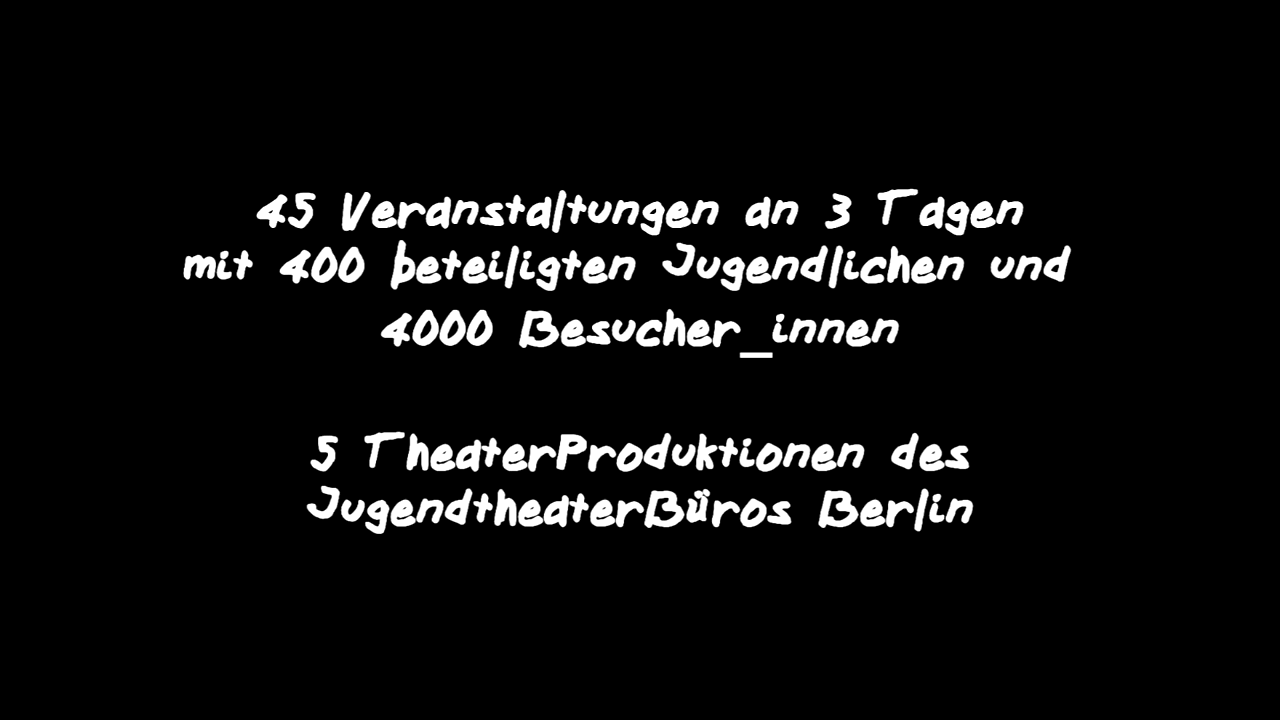 45 Veranstaltungen an 3 Tagen
mit 400 beteiligten Jugendlichen und
4000 Besucher_innen
5 TheaterProduktionen des
JugendtheaterBüros Berlin